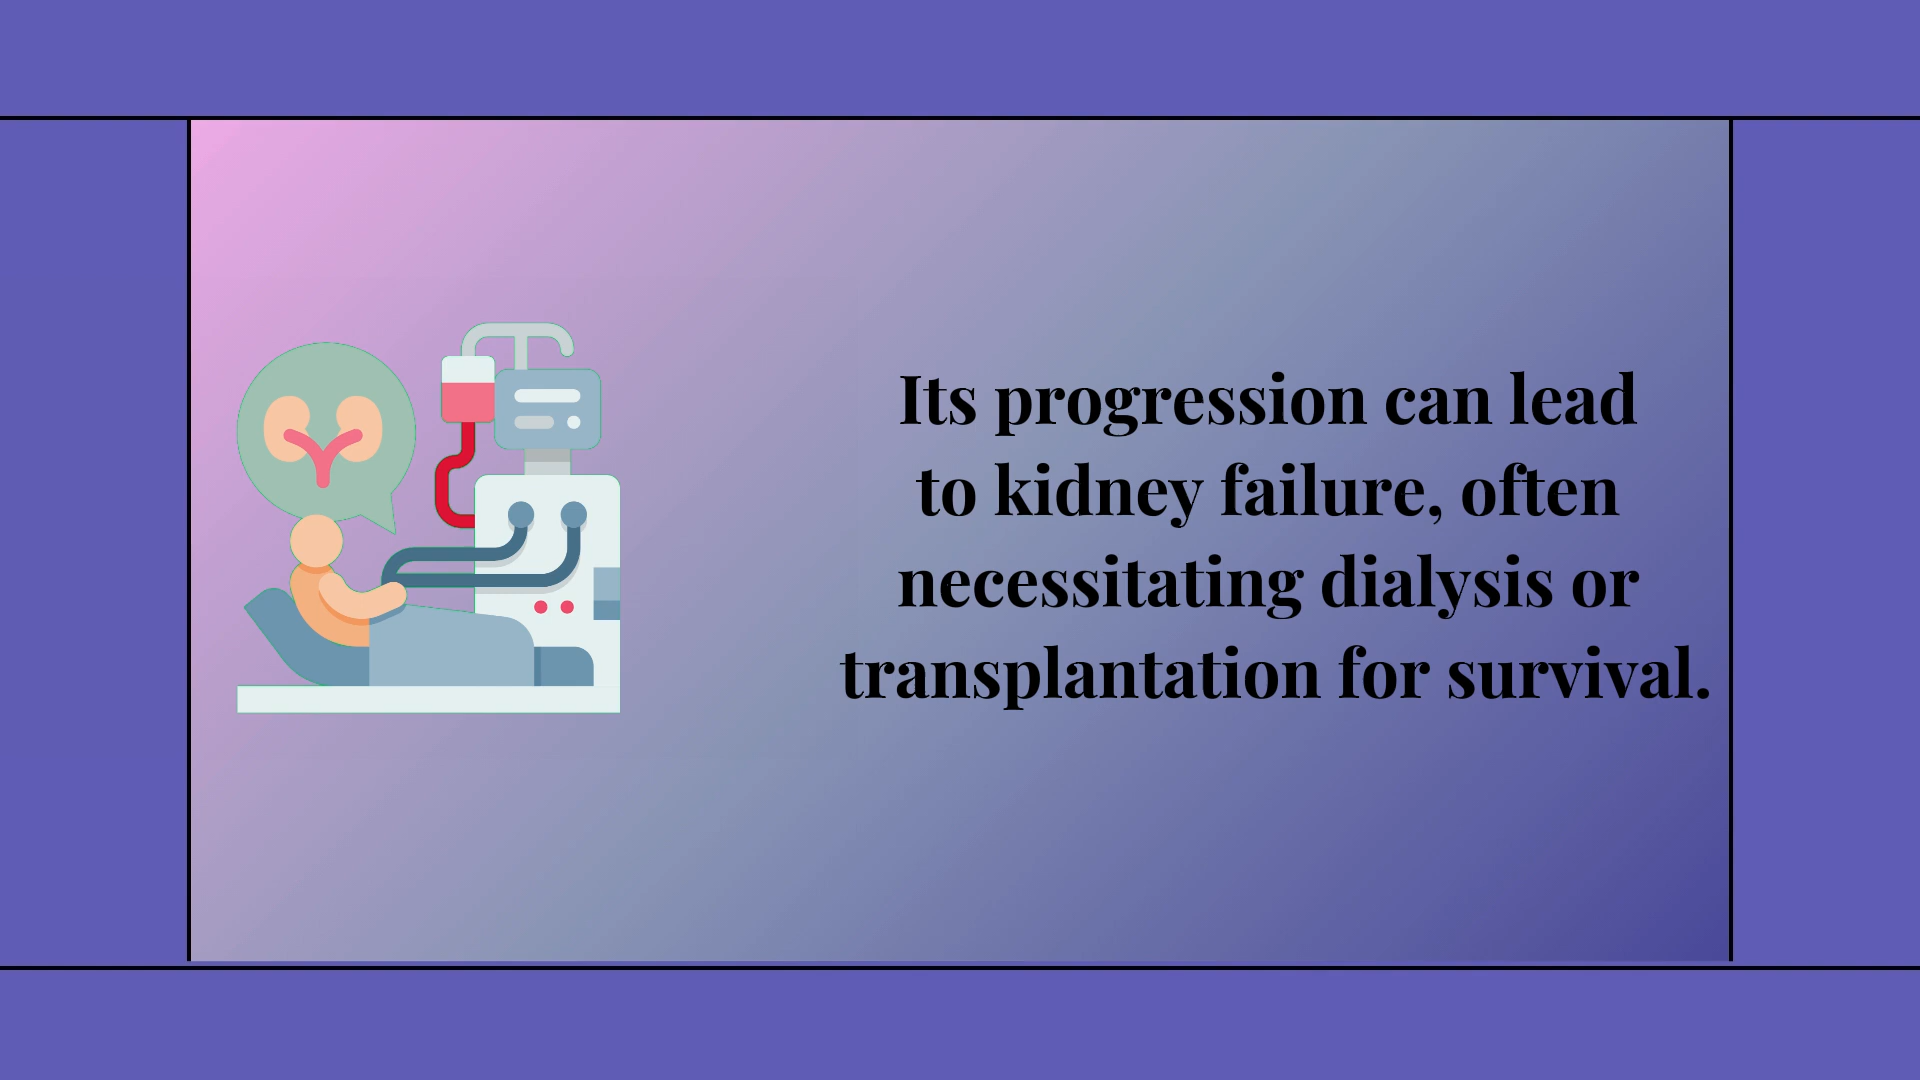 Its progression can lead
to kidney failure, often
necessitating dialysis or
transplantation for survival.